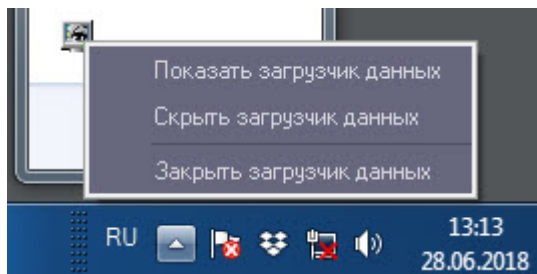 Показать загрузчик данных
Скрыть загрузчик данных
Закрыть загрузчик данных
RU
13:13
28.06.2018